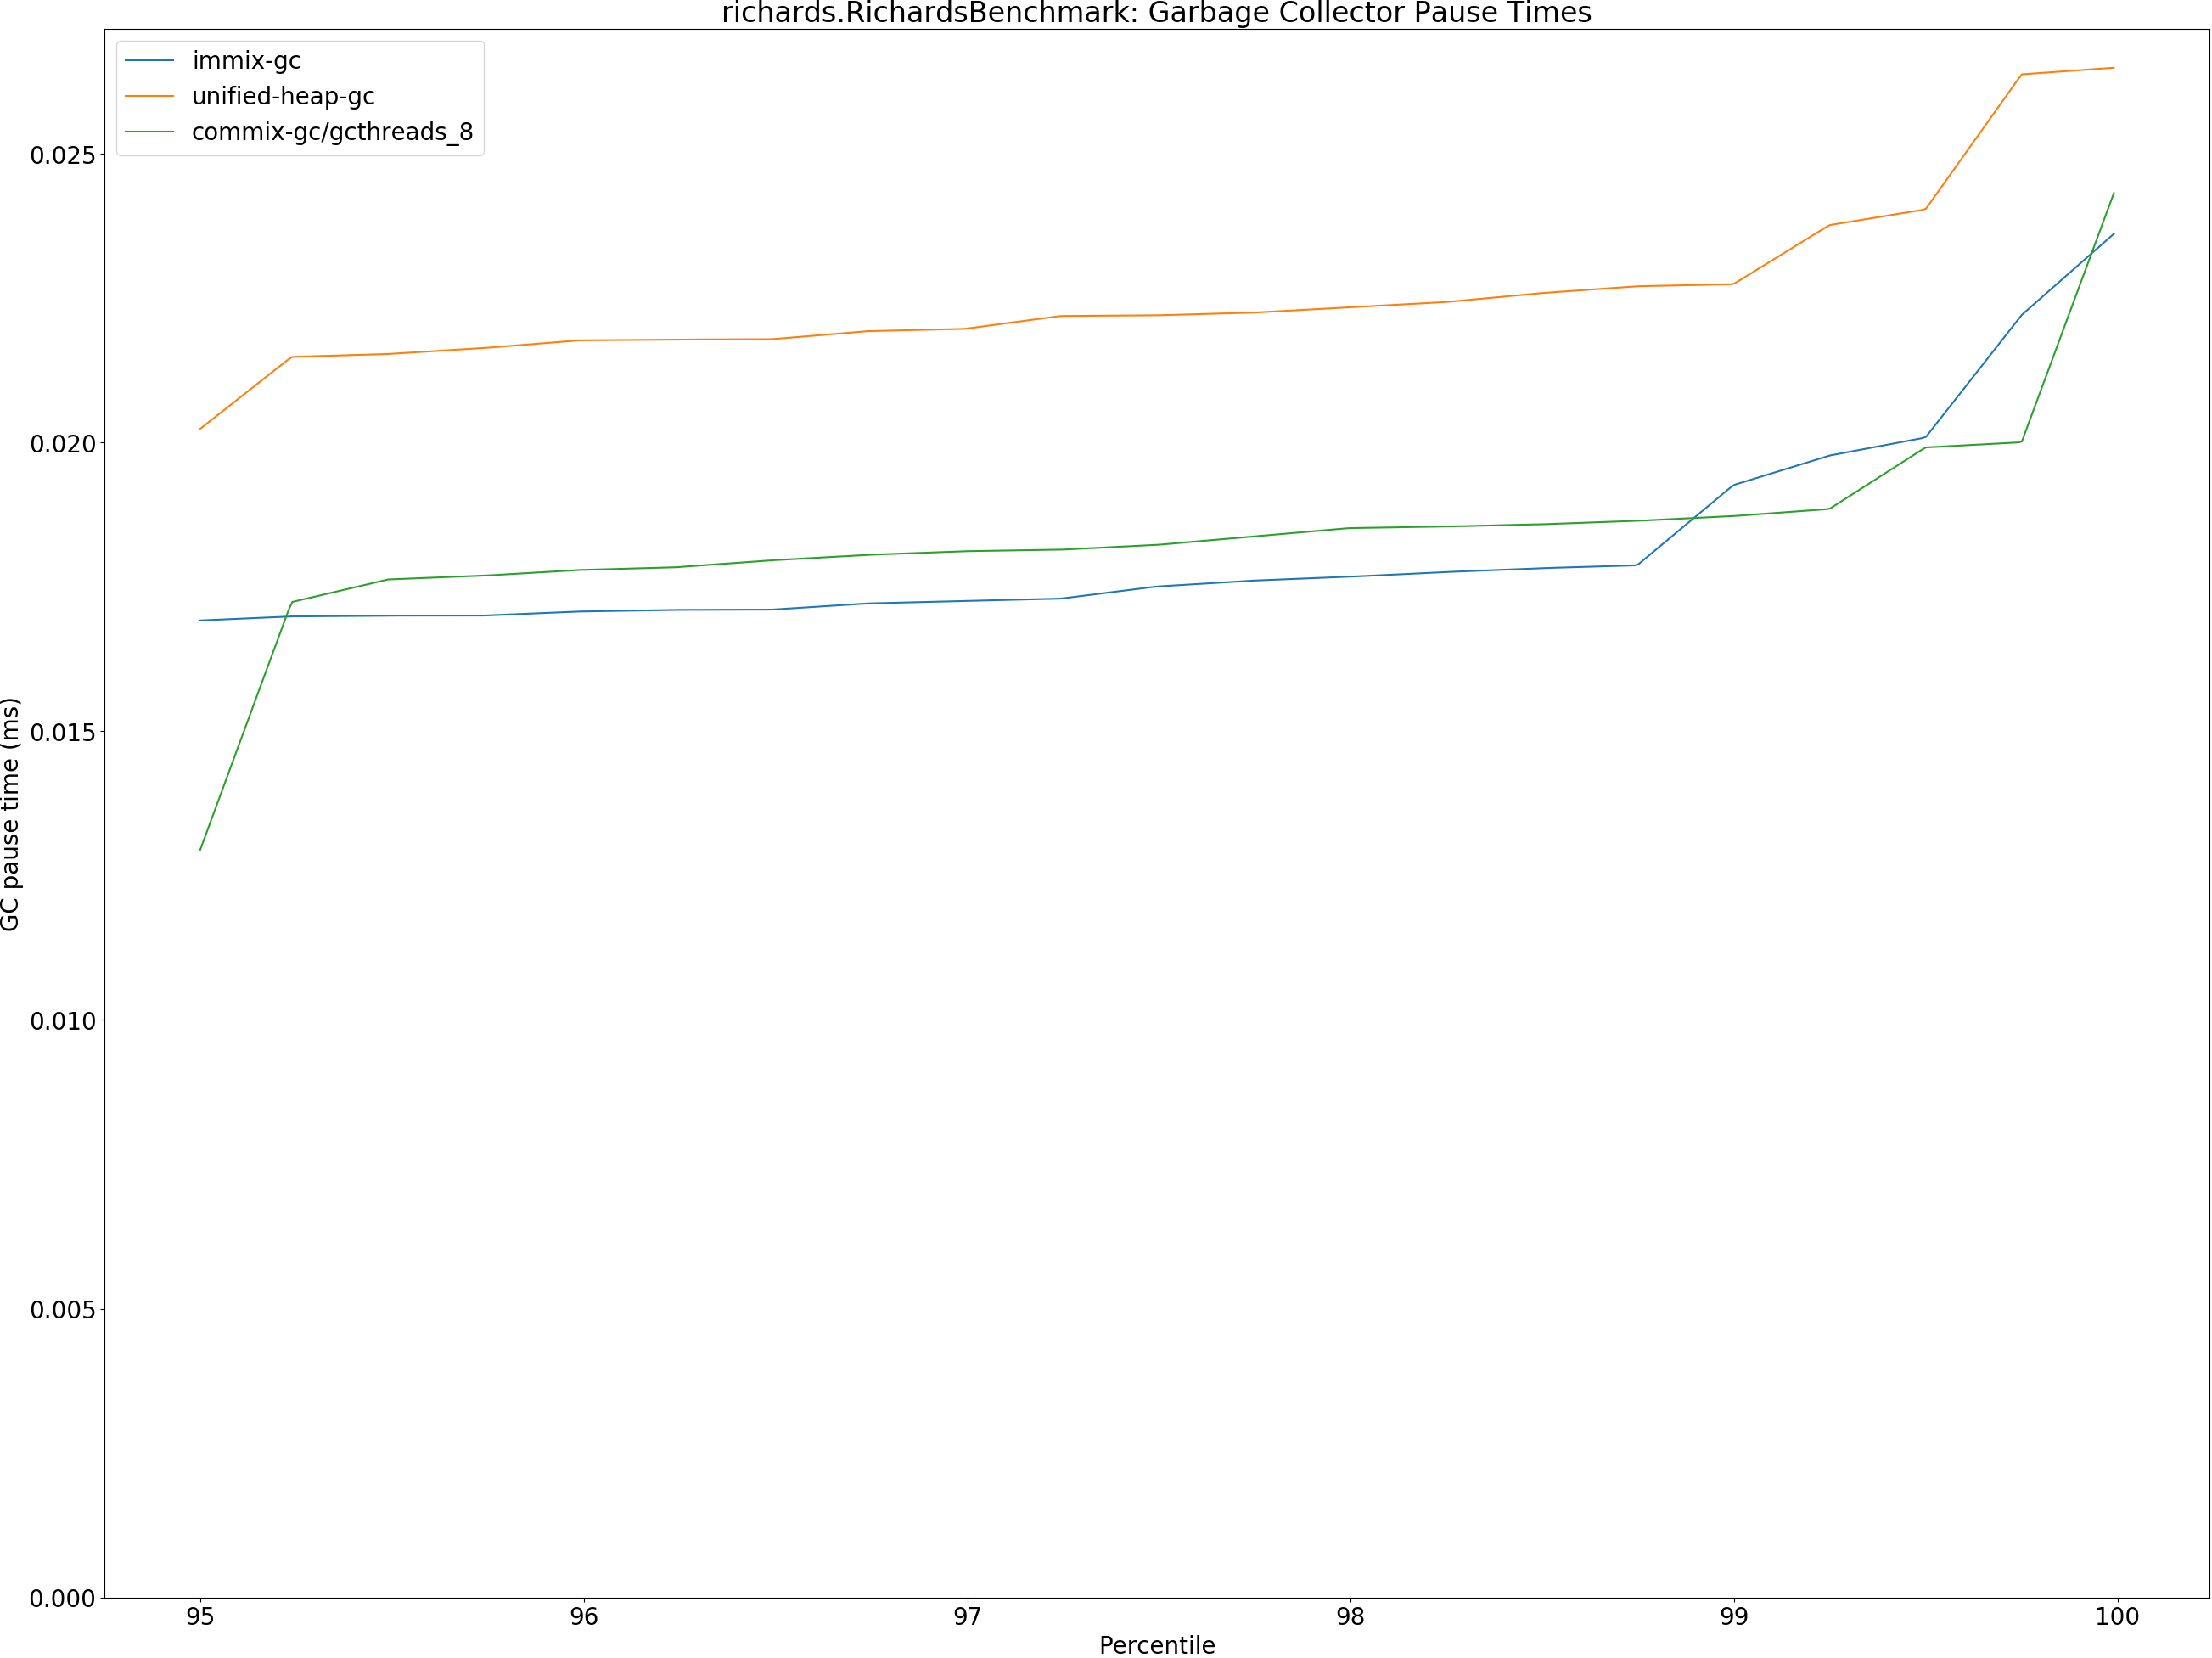 richards.RichardsBenchmark: Garbage Collector Pause Times
immix-gc
unified-heap-gc
commix-gc/gcthreads_8
GC pause time (ms)
0.025
0.020
0.015
0.010
0.005
0.000
95 96 97 98 99 100
Percentile